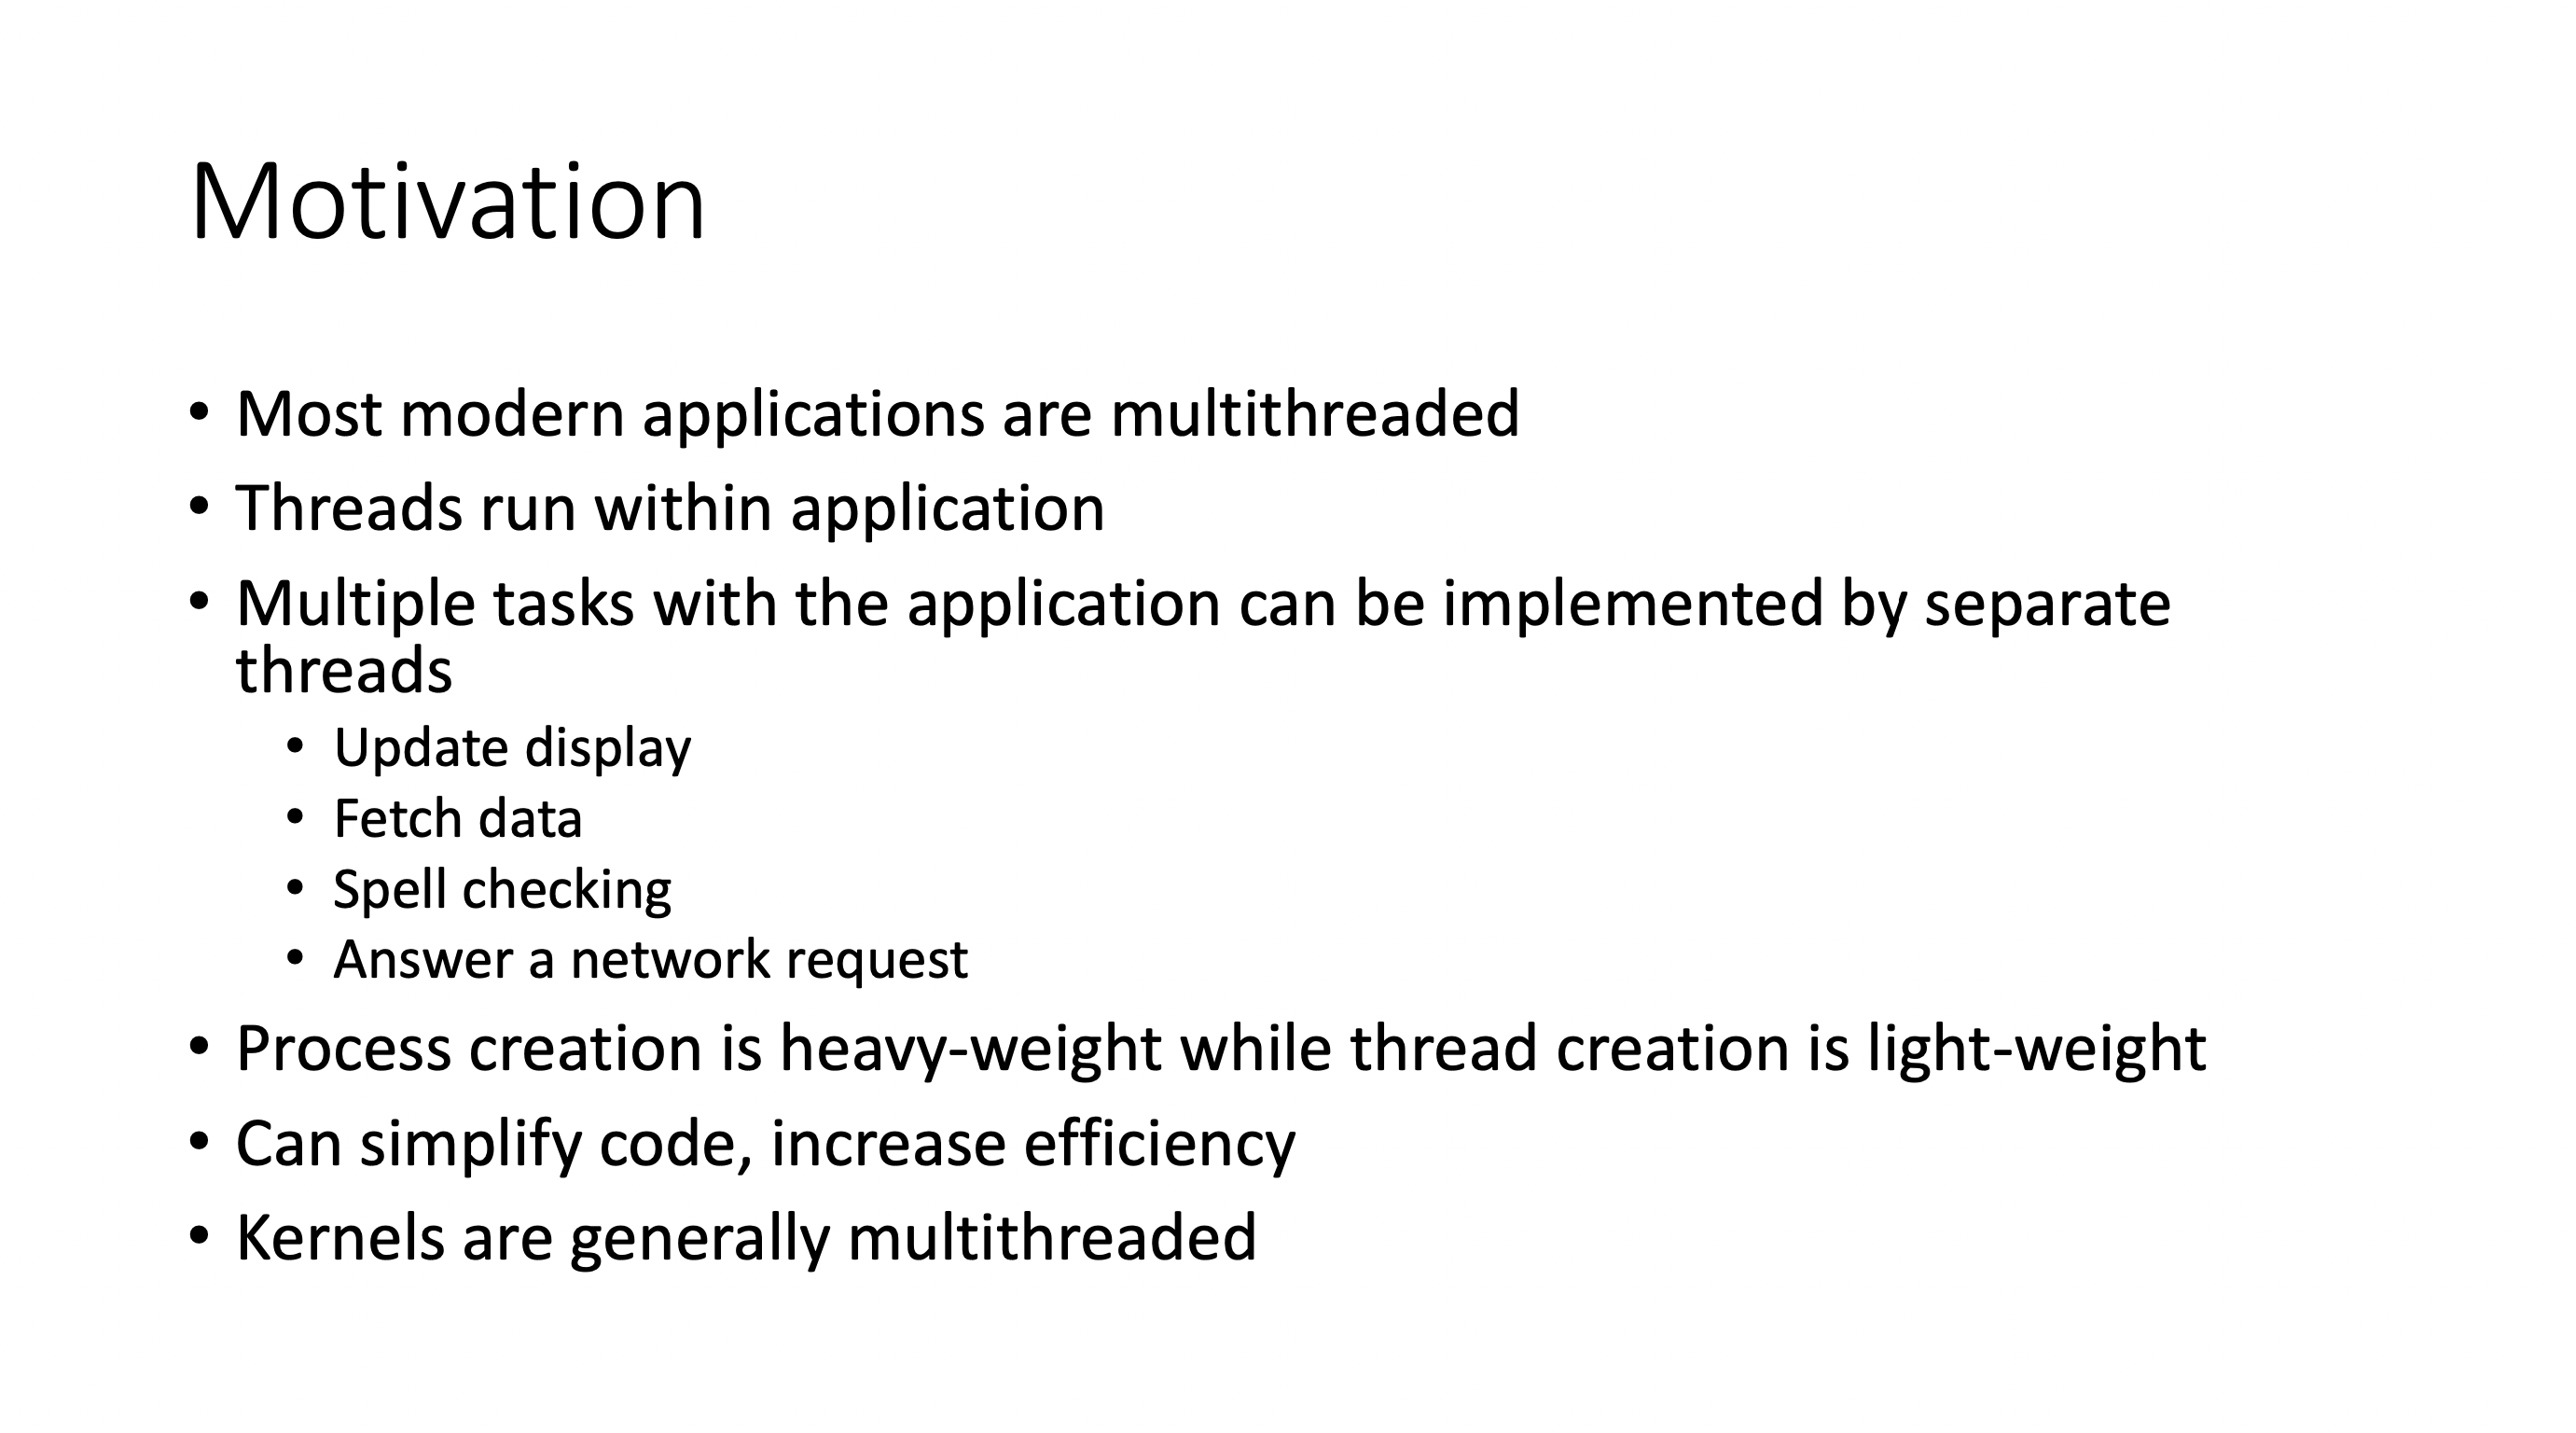 Motivation
• Most modern applications are multithreaded
• Threads run within application
• Multiple tasks with the application can be implemented by separate
threads
• Update display
• Fetch data
• Spell checking
• Answer a network request
• Process creation is heavy-weight while thread creation is light-weight
• Can simplify code, increase efficiency
• Kernels are generally multithreaded